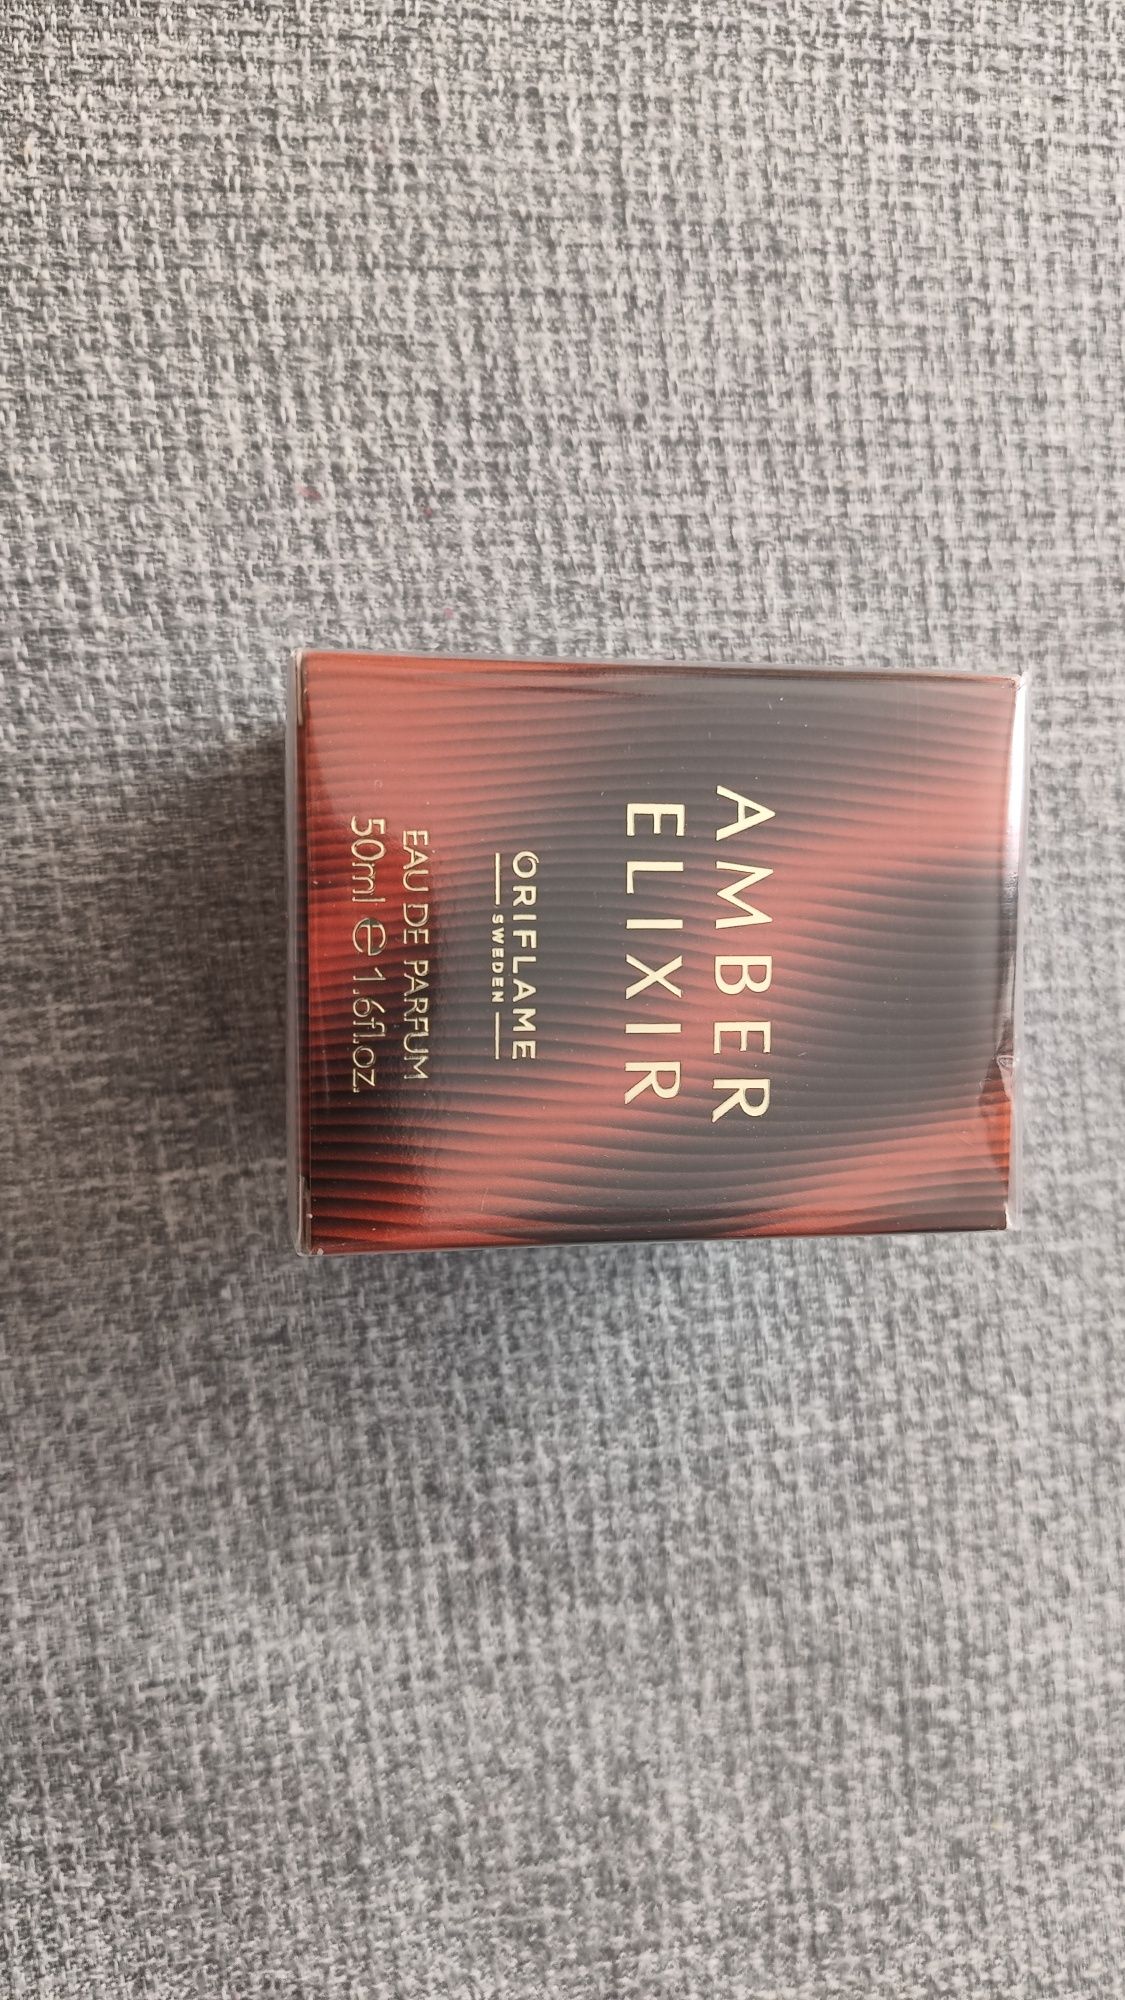 AMBER
ELIXIR
ORIFLAME
SWEDEN
EAU DE PARFUM
50ml ℮ 1.6fl.oz.